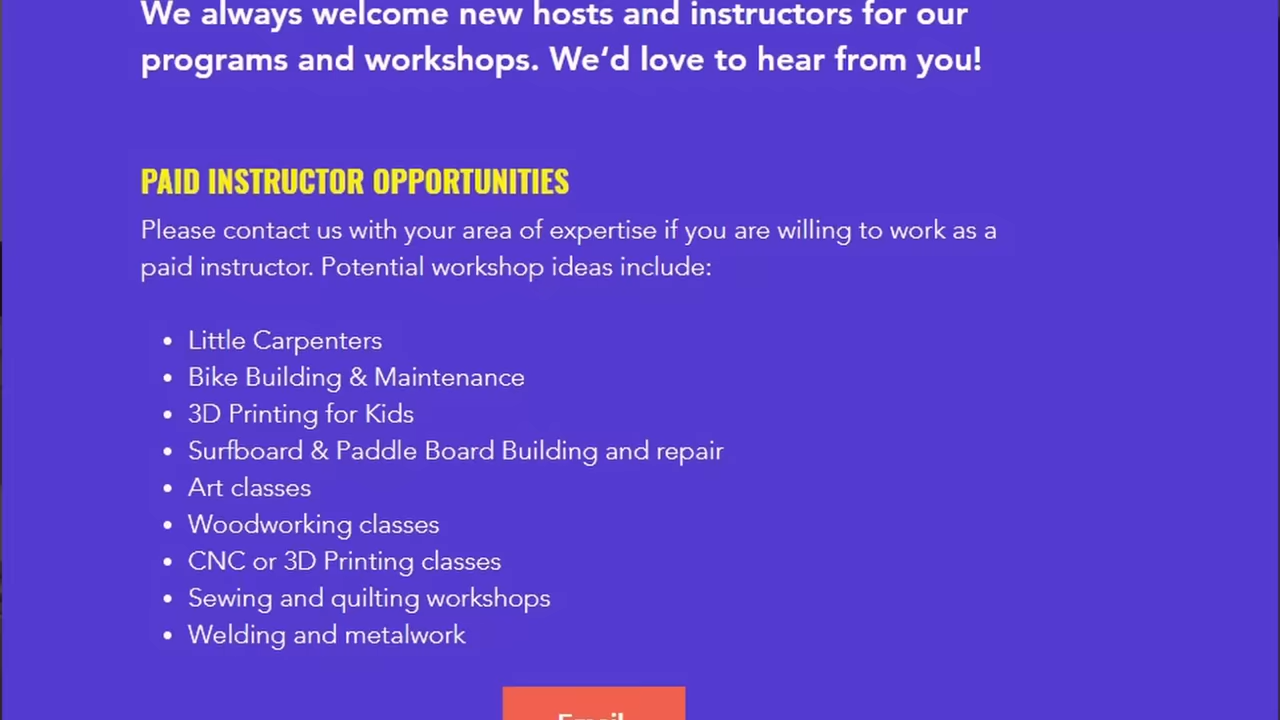 We always welcome new hosts and instructors for our
programs and workshops. We’d love to hear from you!
PAID INSTRUCTOR OPPORTUNITIES
Please contact us with your area of expertise if you are willing to work as a
paid instructor. Potential workshop ideas include:
• Little Carpenters
• Bike Building & Maintenance
• 3D Printing for Kids
• Surfboard & Paddle Board Building and repair
• Art classes
• Woodworking classes
• CNC or 3D Printing classes
• Sewing and quilting workshops
• Welding and metalwork
Email